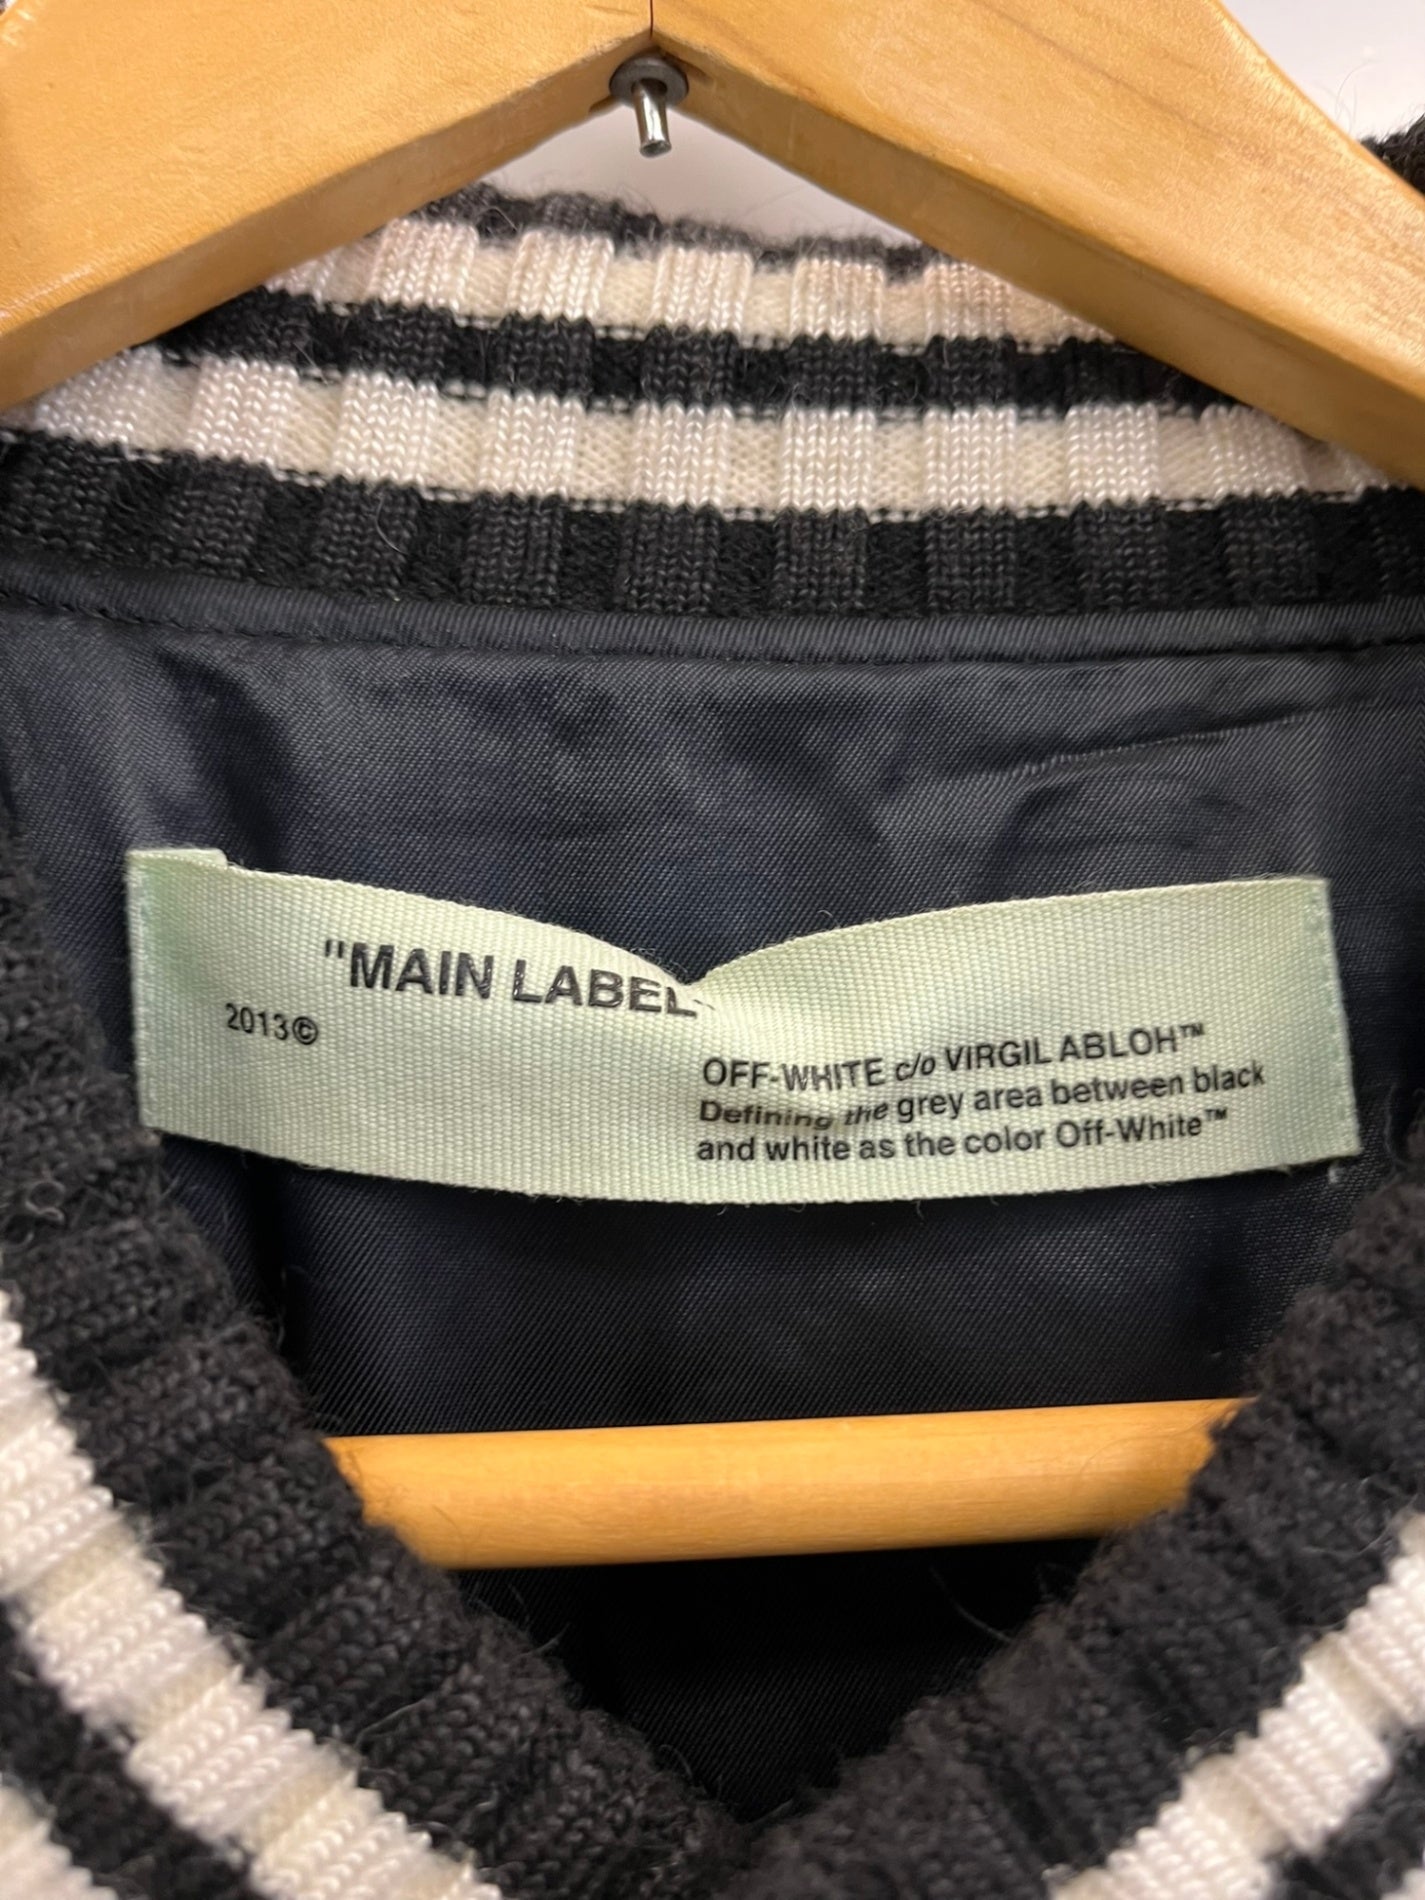 "MAIN LABEL"
2013©
OFF-WHITE c/o VIRGIL ABLOH™
Defining the grey area between black
and white as the color Off-White™